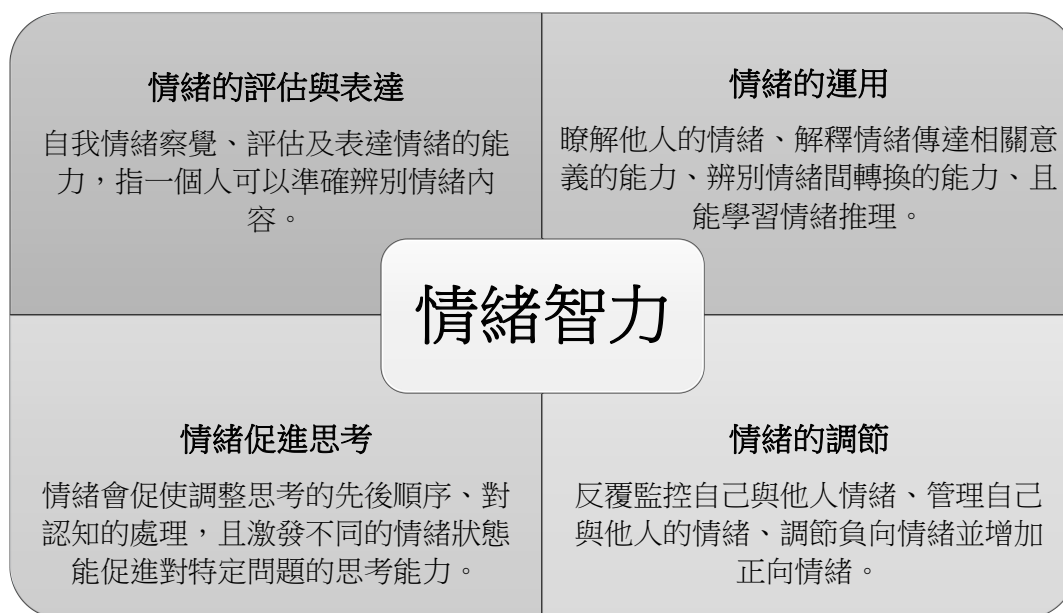 情緒的評估與表達
自我情緒察覺、評估及表達情緒的能
力，指一個人可以準確辨別情緒內
容。
情緒的運用
瞭解他人的情緒、解釋情緒傳達相關意
義的能力、辨別情緒間轉換的能力、且
能學習情緒推理。
情緒智力
情緒促進思考
情緒會促使調整思考的先後順序、對
認知的處理，且激發不同的情緒狀態
能促進對特定問題的思考能力。
情緒的調節
反覆監控自己與他人情緒、管理自己
與他人的情緒、調節負向情緒並增加
正向情緒。